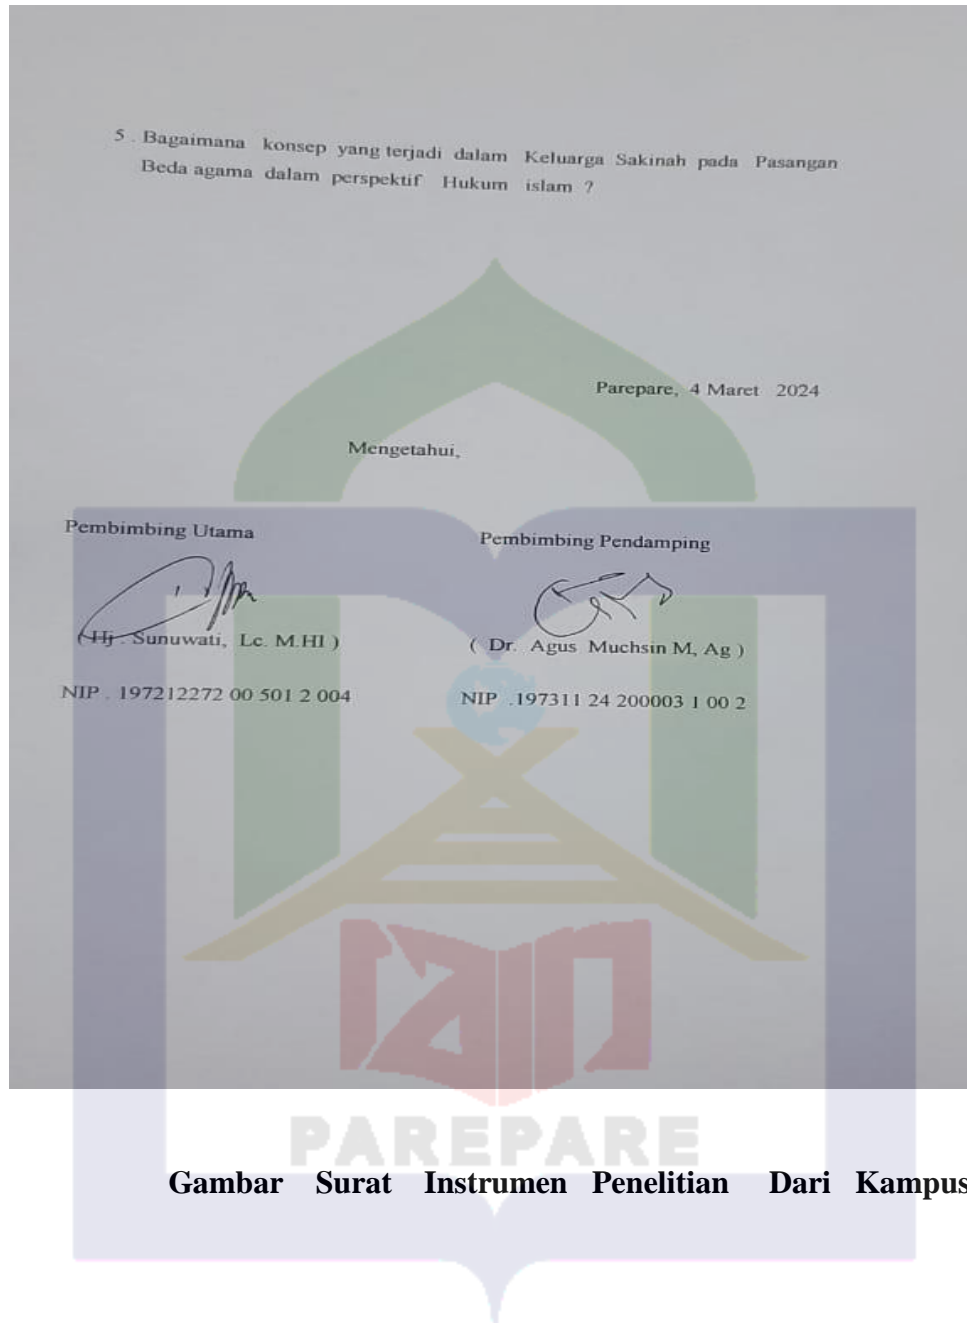 5 . Bagaimana konsep yang terjadi dalam Keluarga Sakinah pada Pasangan
Beda agama dalam perspektif Hukum islam ?
Parepare, 4 Maret 2024
Mengetahui,
Pembimbing Utama
Pembimbing Pendamping
( Hj . Sunuwati, Lc. M.HI )
( Dr. Agus Muchsin M, Ag )
NIP . 197212272 00 501 2 004
NIP .197311 24 200003 1 00 2
iain
PAREPARE
Gambar Surat Instrumen Penelitian Dari Kampus